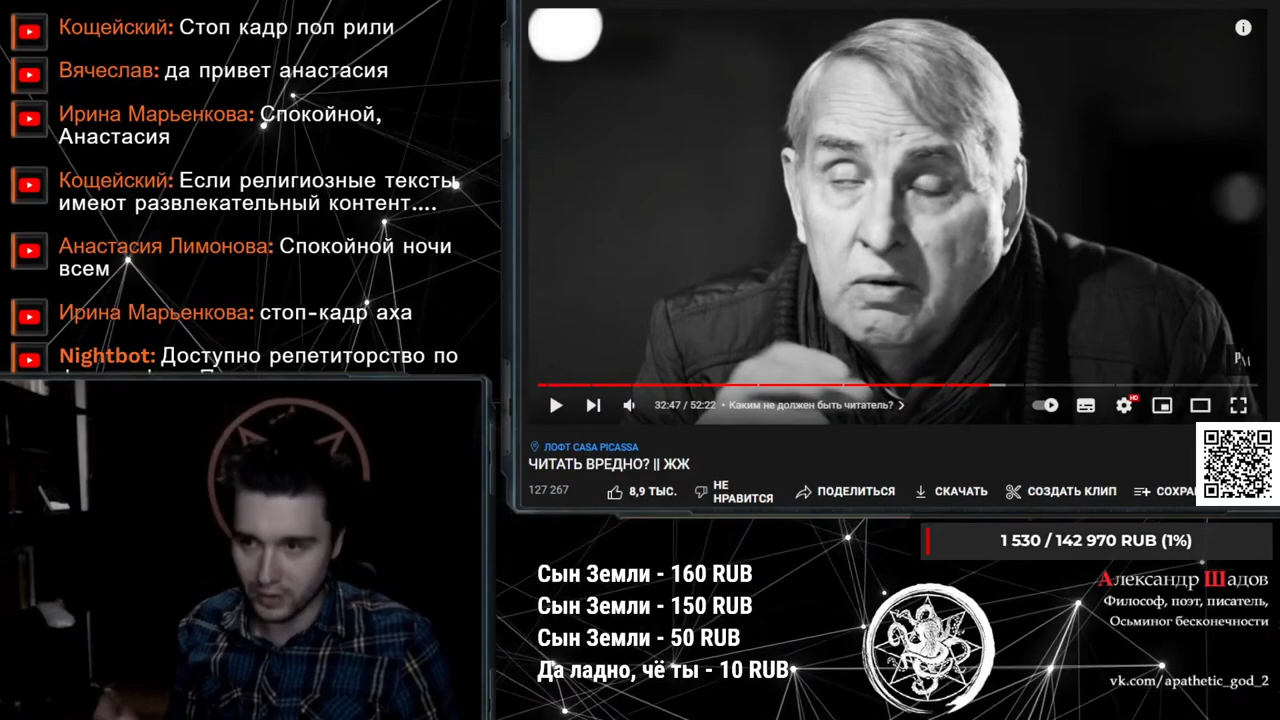 Кощейский: Стоп кадр лол рили
Вячеслав: да привет анастасия
Ирина Марьенкова: Спокойной,
Анастасия
Кощейский: Если религиозные тексты
имеют развлекательный контент....
Анастасия Лимонова: Спокойной ночи
всем
Ирина Марьенкова: стоп-кадр аха
Nightbot: Доступно репетиторство по
32:47 / 52:22 • Каким не должен быть читатель?
HD
ЛОФТ CASA PICASSA
ЧИТАТЬ ВРЕДНО? || ЖЖ
127 267
8,9 ТЫС.
НЕ
НРАВИТСЯ
ПОДЕЛИТЬСЯ
СКАЧАТЬ
СОЗДАТЬ КЛИП
СОХРА
1 530 / 142 970 RUB (1%)
Сын Земли - 160 RUB
Сын Земли - 150 RUB
Сын Земли - 50 RUB
Да ладно, чё ты - 10 RUB
Александр Шадов
Философ, поэт, писатель,
Осьминог бесконечности
vk.com/apathetic_god_2